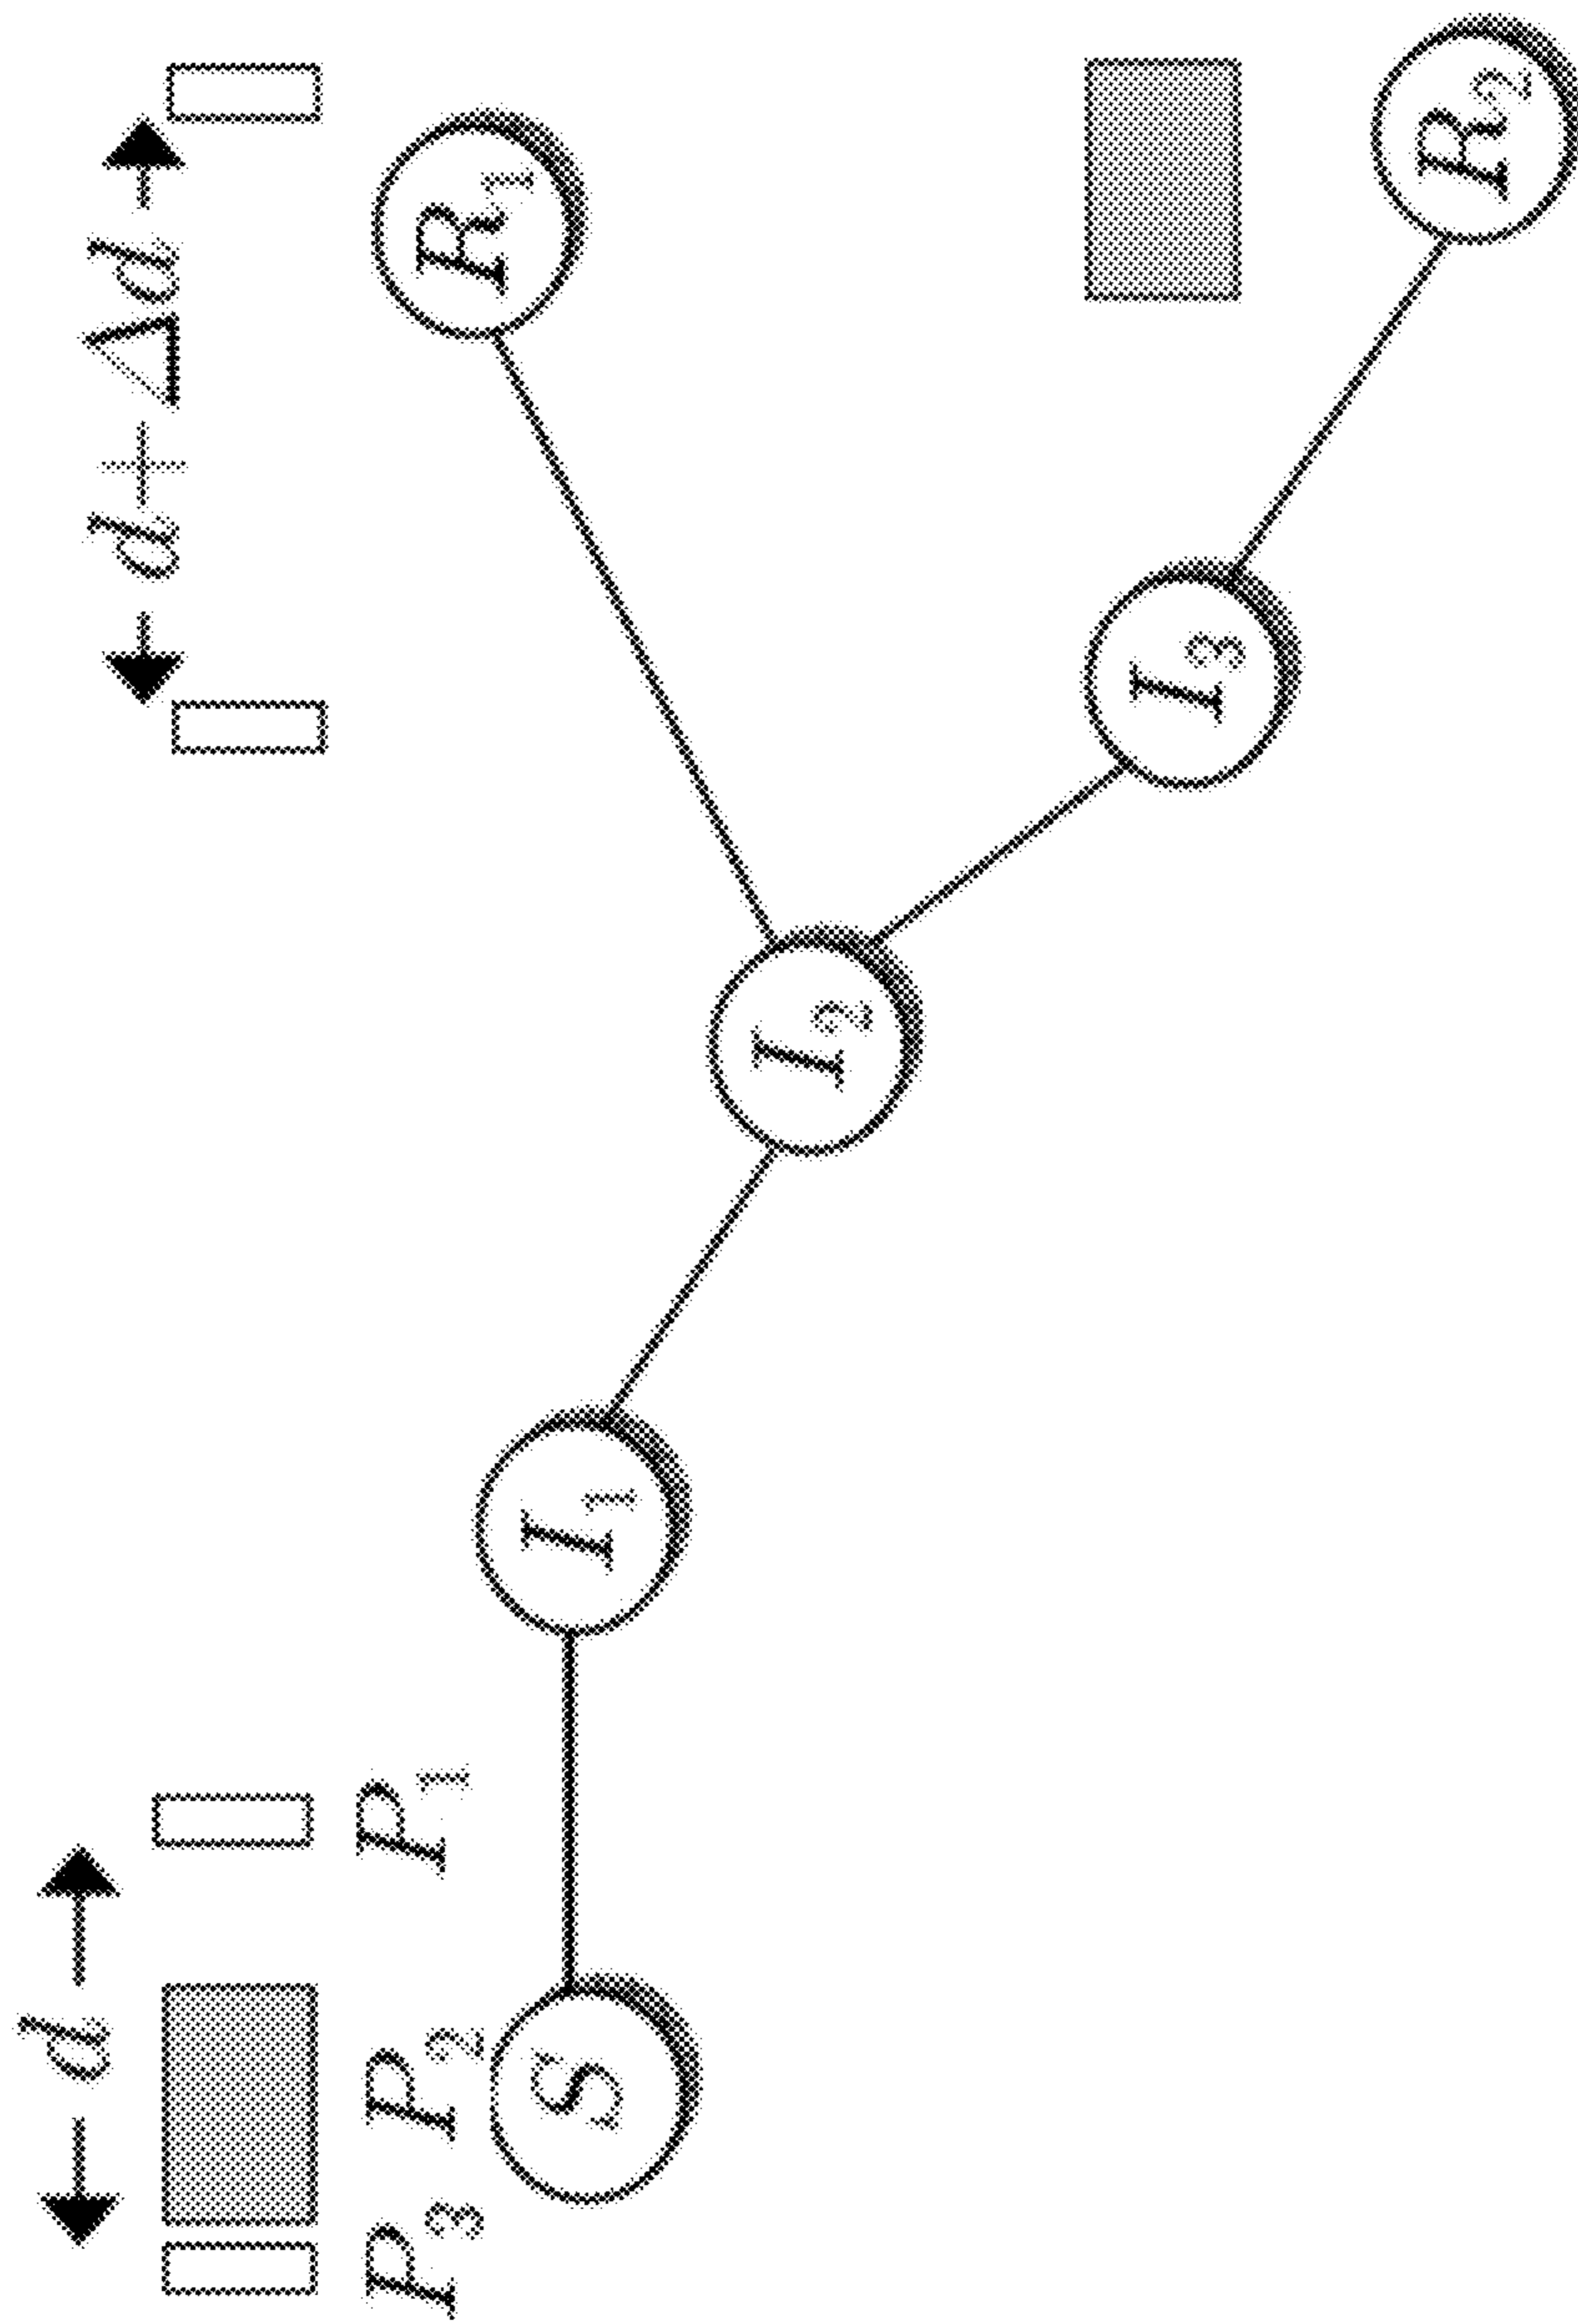 d
d + Δd
P₃ P₂ P₁
R₁
S
I₁
I₂
I₃
R₂